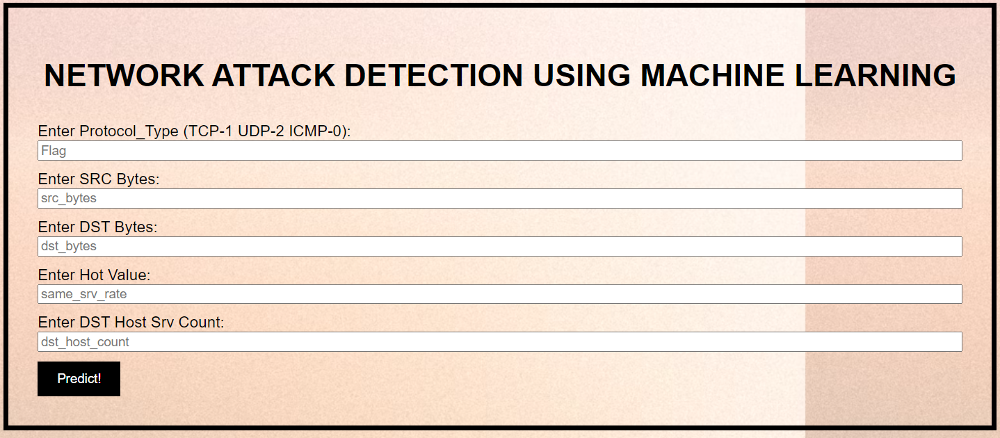 NETWORK ATTACK DETECTION USING MACHINE LEARNING
Enter Protocol_Type (TCP-1 UDP-2 ICMP-0):
Flag
Enter SRC Bytes:
src_bytes
Enter DST Bytes:
dst_bytes
Enter Hot Value:
same_srv_rate
Enter DST Host Srv Count:
dst_host_count
Predict!